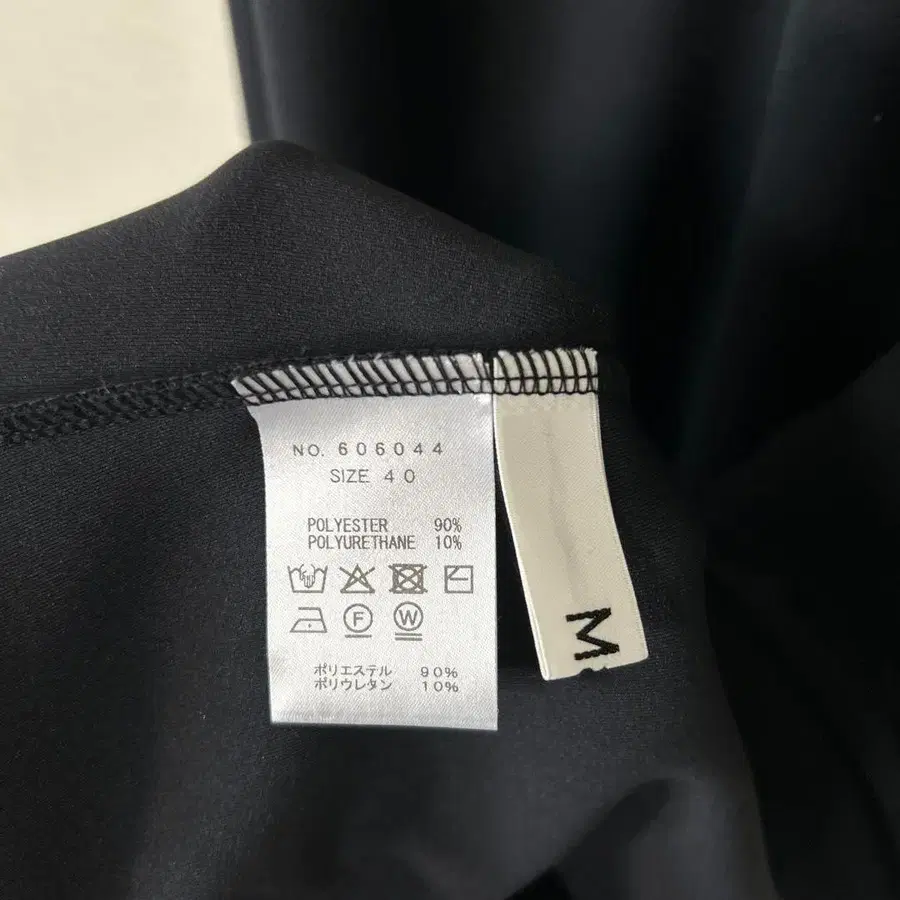 NO. 606044
SIZE 40
POLYESTER 90%
POLYURETHANE 10%
F
W
ポリエステル 90%
ポリウレタン 10%
M